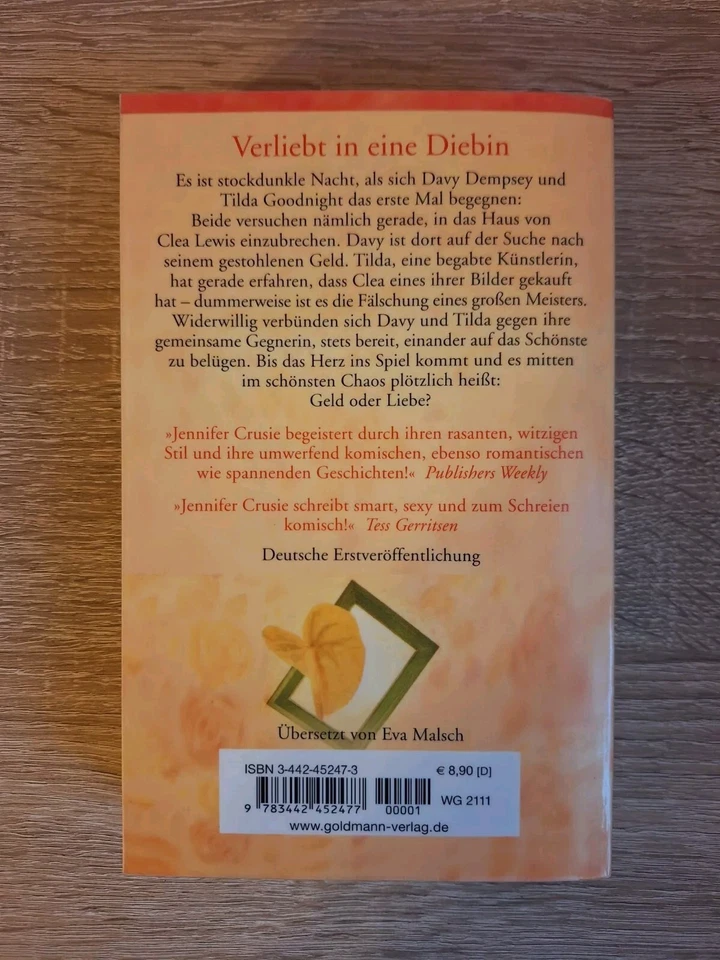 Verliebt in eine Diebin
Es ist stockdunkle Nacht, als sich Davy Dempsey und
Tilda Goodnight das erste Mal begegnen:
Beide versuchen nämlich gerade, in das Haus von
Clea Lewis einzubrechen. Davy ist dort auf der Suche nach
seinem gestohlenen Geld. Tilda, eine begabte Künstlerin,
hat gerade erfahren, dass Clea eines ihrer Bilder gekauft
hat – dummerweise ist es die Fälschung eines großen Meisters.
Widerwillig verbünden sich Davy und Tilda gegen ihre
gemeinsame Gegnerin, stets bereit, einander auf das Schönste
zu belügen. Bis das Herz ins Spiel kommt und es mitten
im schönsten Chaos plötzlich heißt:
Geld oder Liebe?
»Jennifer Crusie begeistert durch ihren rasanten, witzigen
Stil und ihre umwerfend komischen, ebenso romantischen
wie spannenden Geschichten!« Publishers Weekly
»Jennifer Crusie schreibt smart, sexy und zum Schreien
komisch!« Tess Gerritsen
Deutsche Erstveröffentlichung
Übersetzt von Eva Malsch
ISBN 3-442-45247-3 € 8,90 [D]
9 783442 452477 00001 WG 2111
www.goldmann-verlag.de